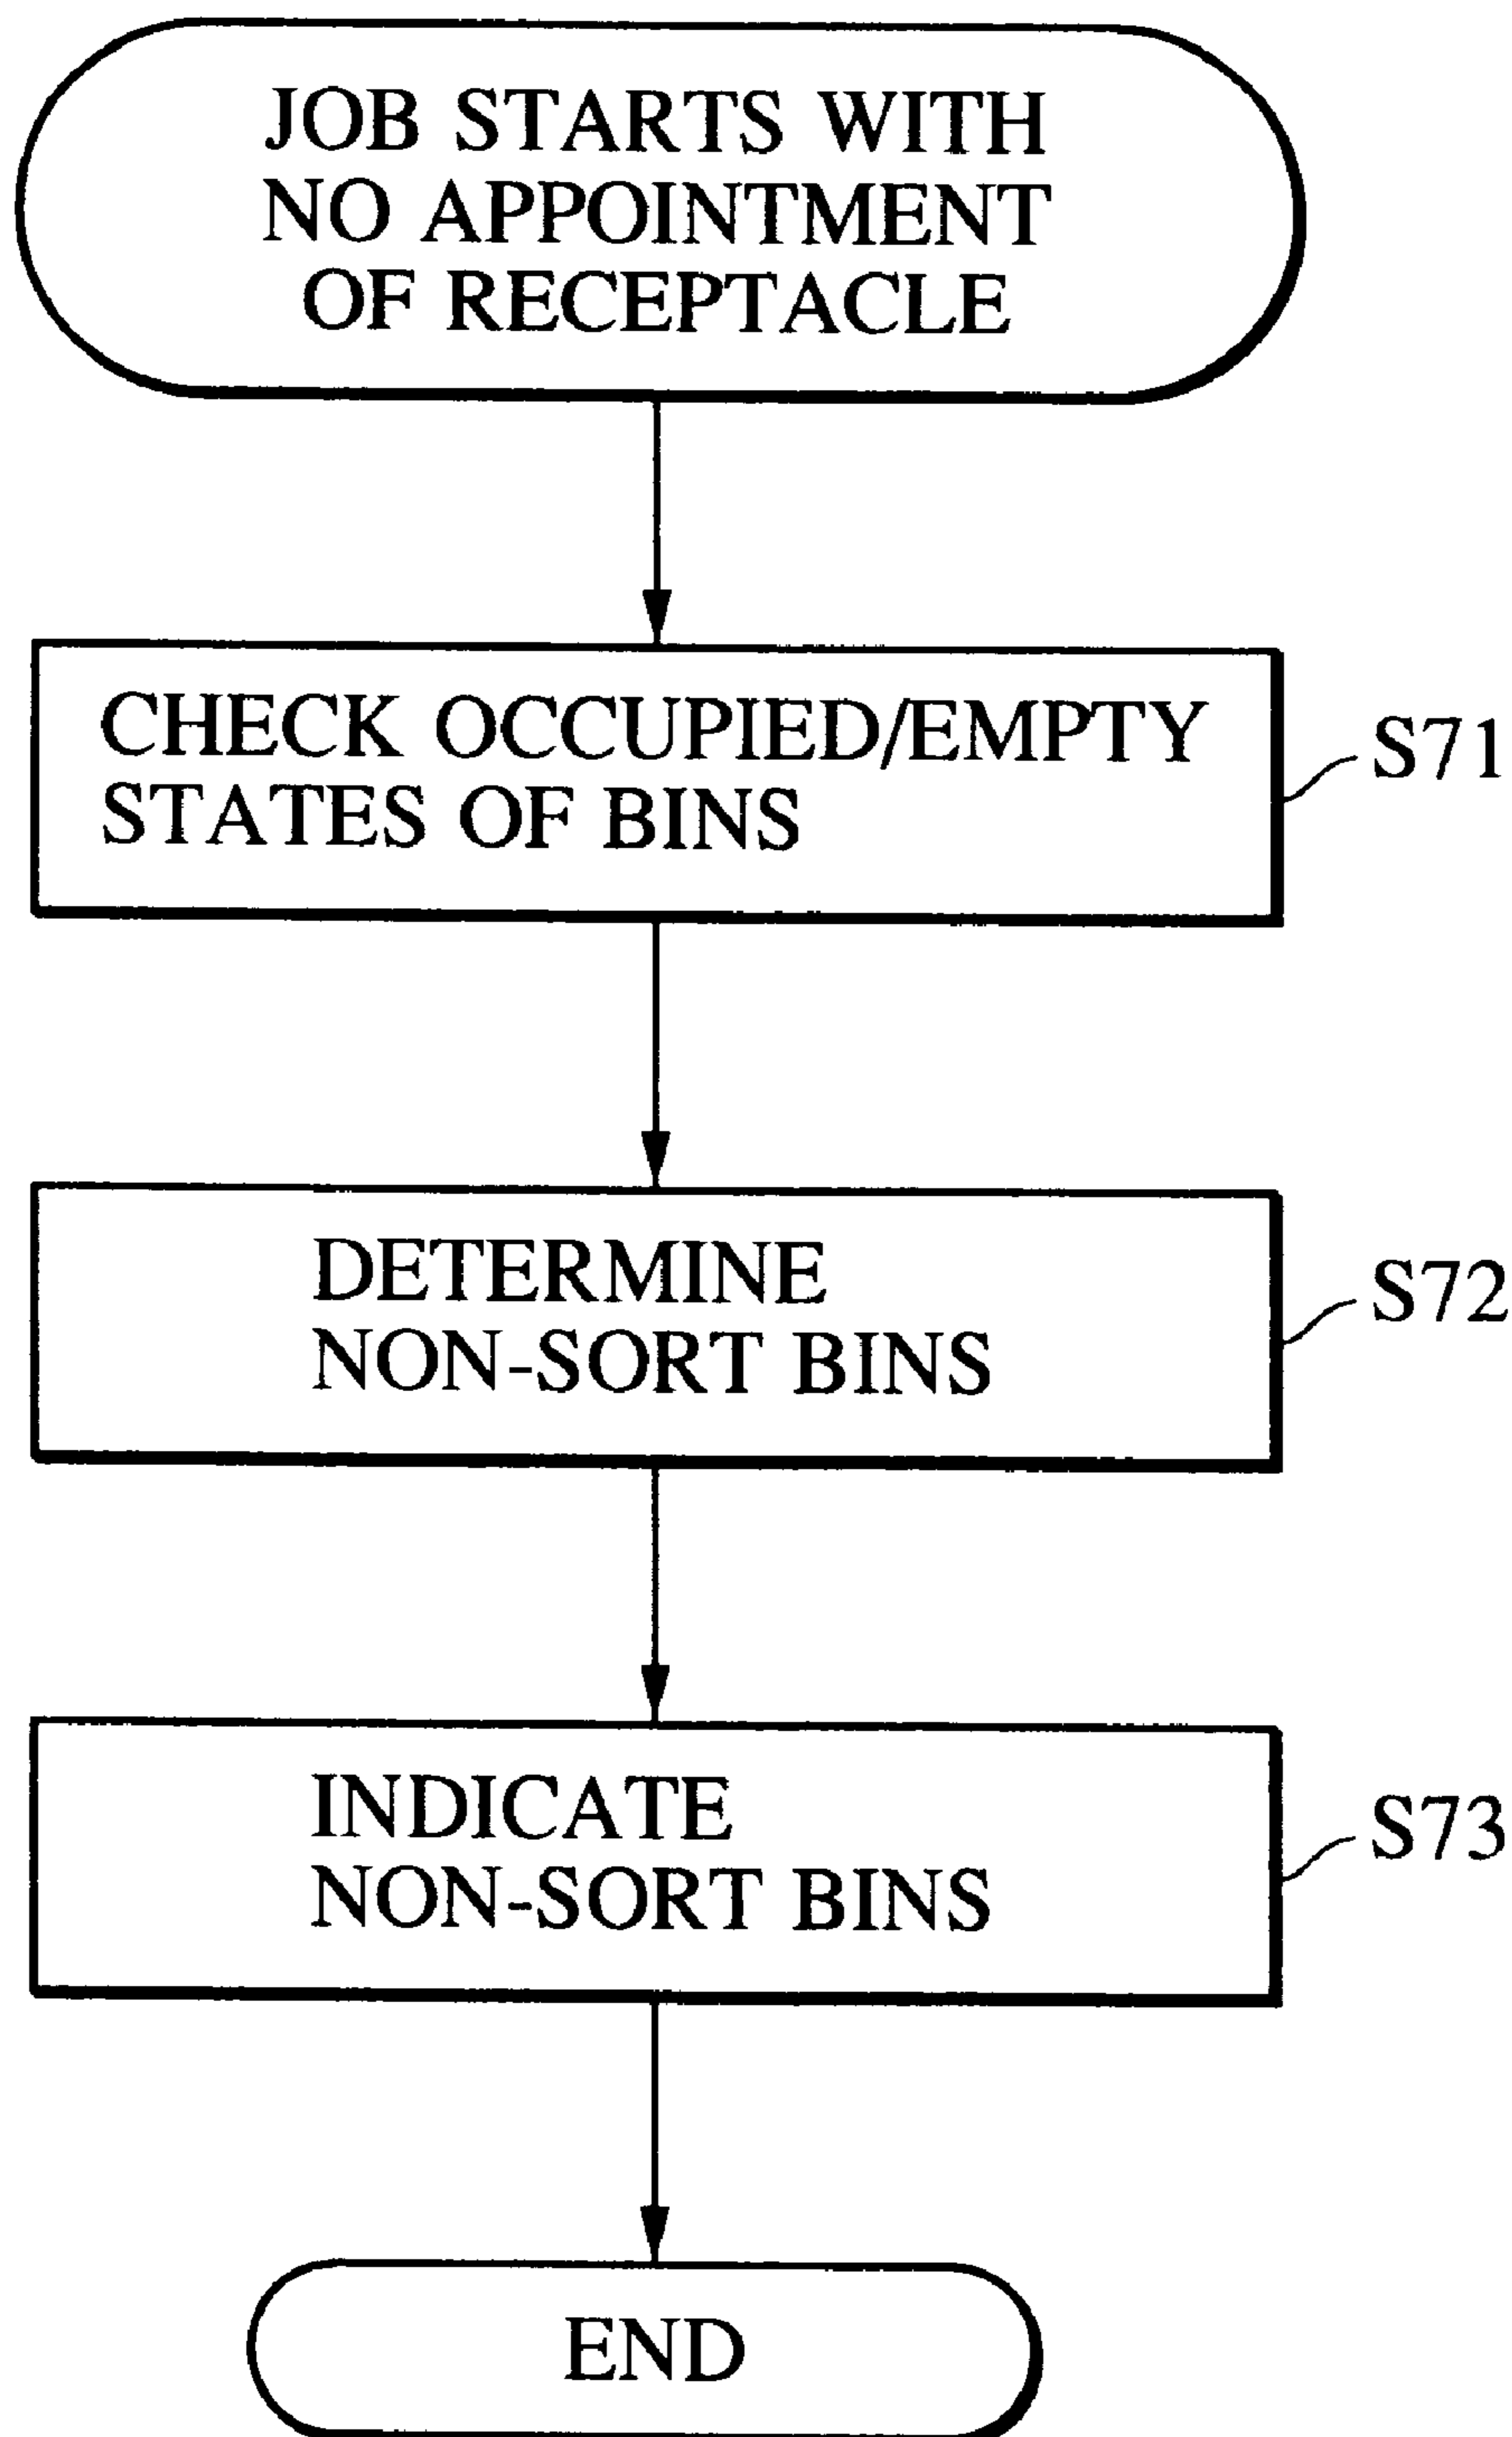 JOB STARTS WITH
NO APPOINTMENT
OF RECEPTACLE
CHECK OCCUPIED/EMPTY
STATES OF BINS
S71
DETERMINE
NON-SORT BINS
S72
INDICATE
NON-SORT BINS
S73
END